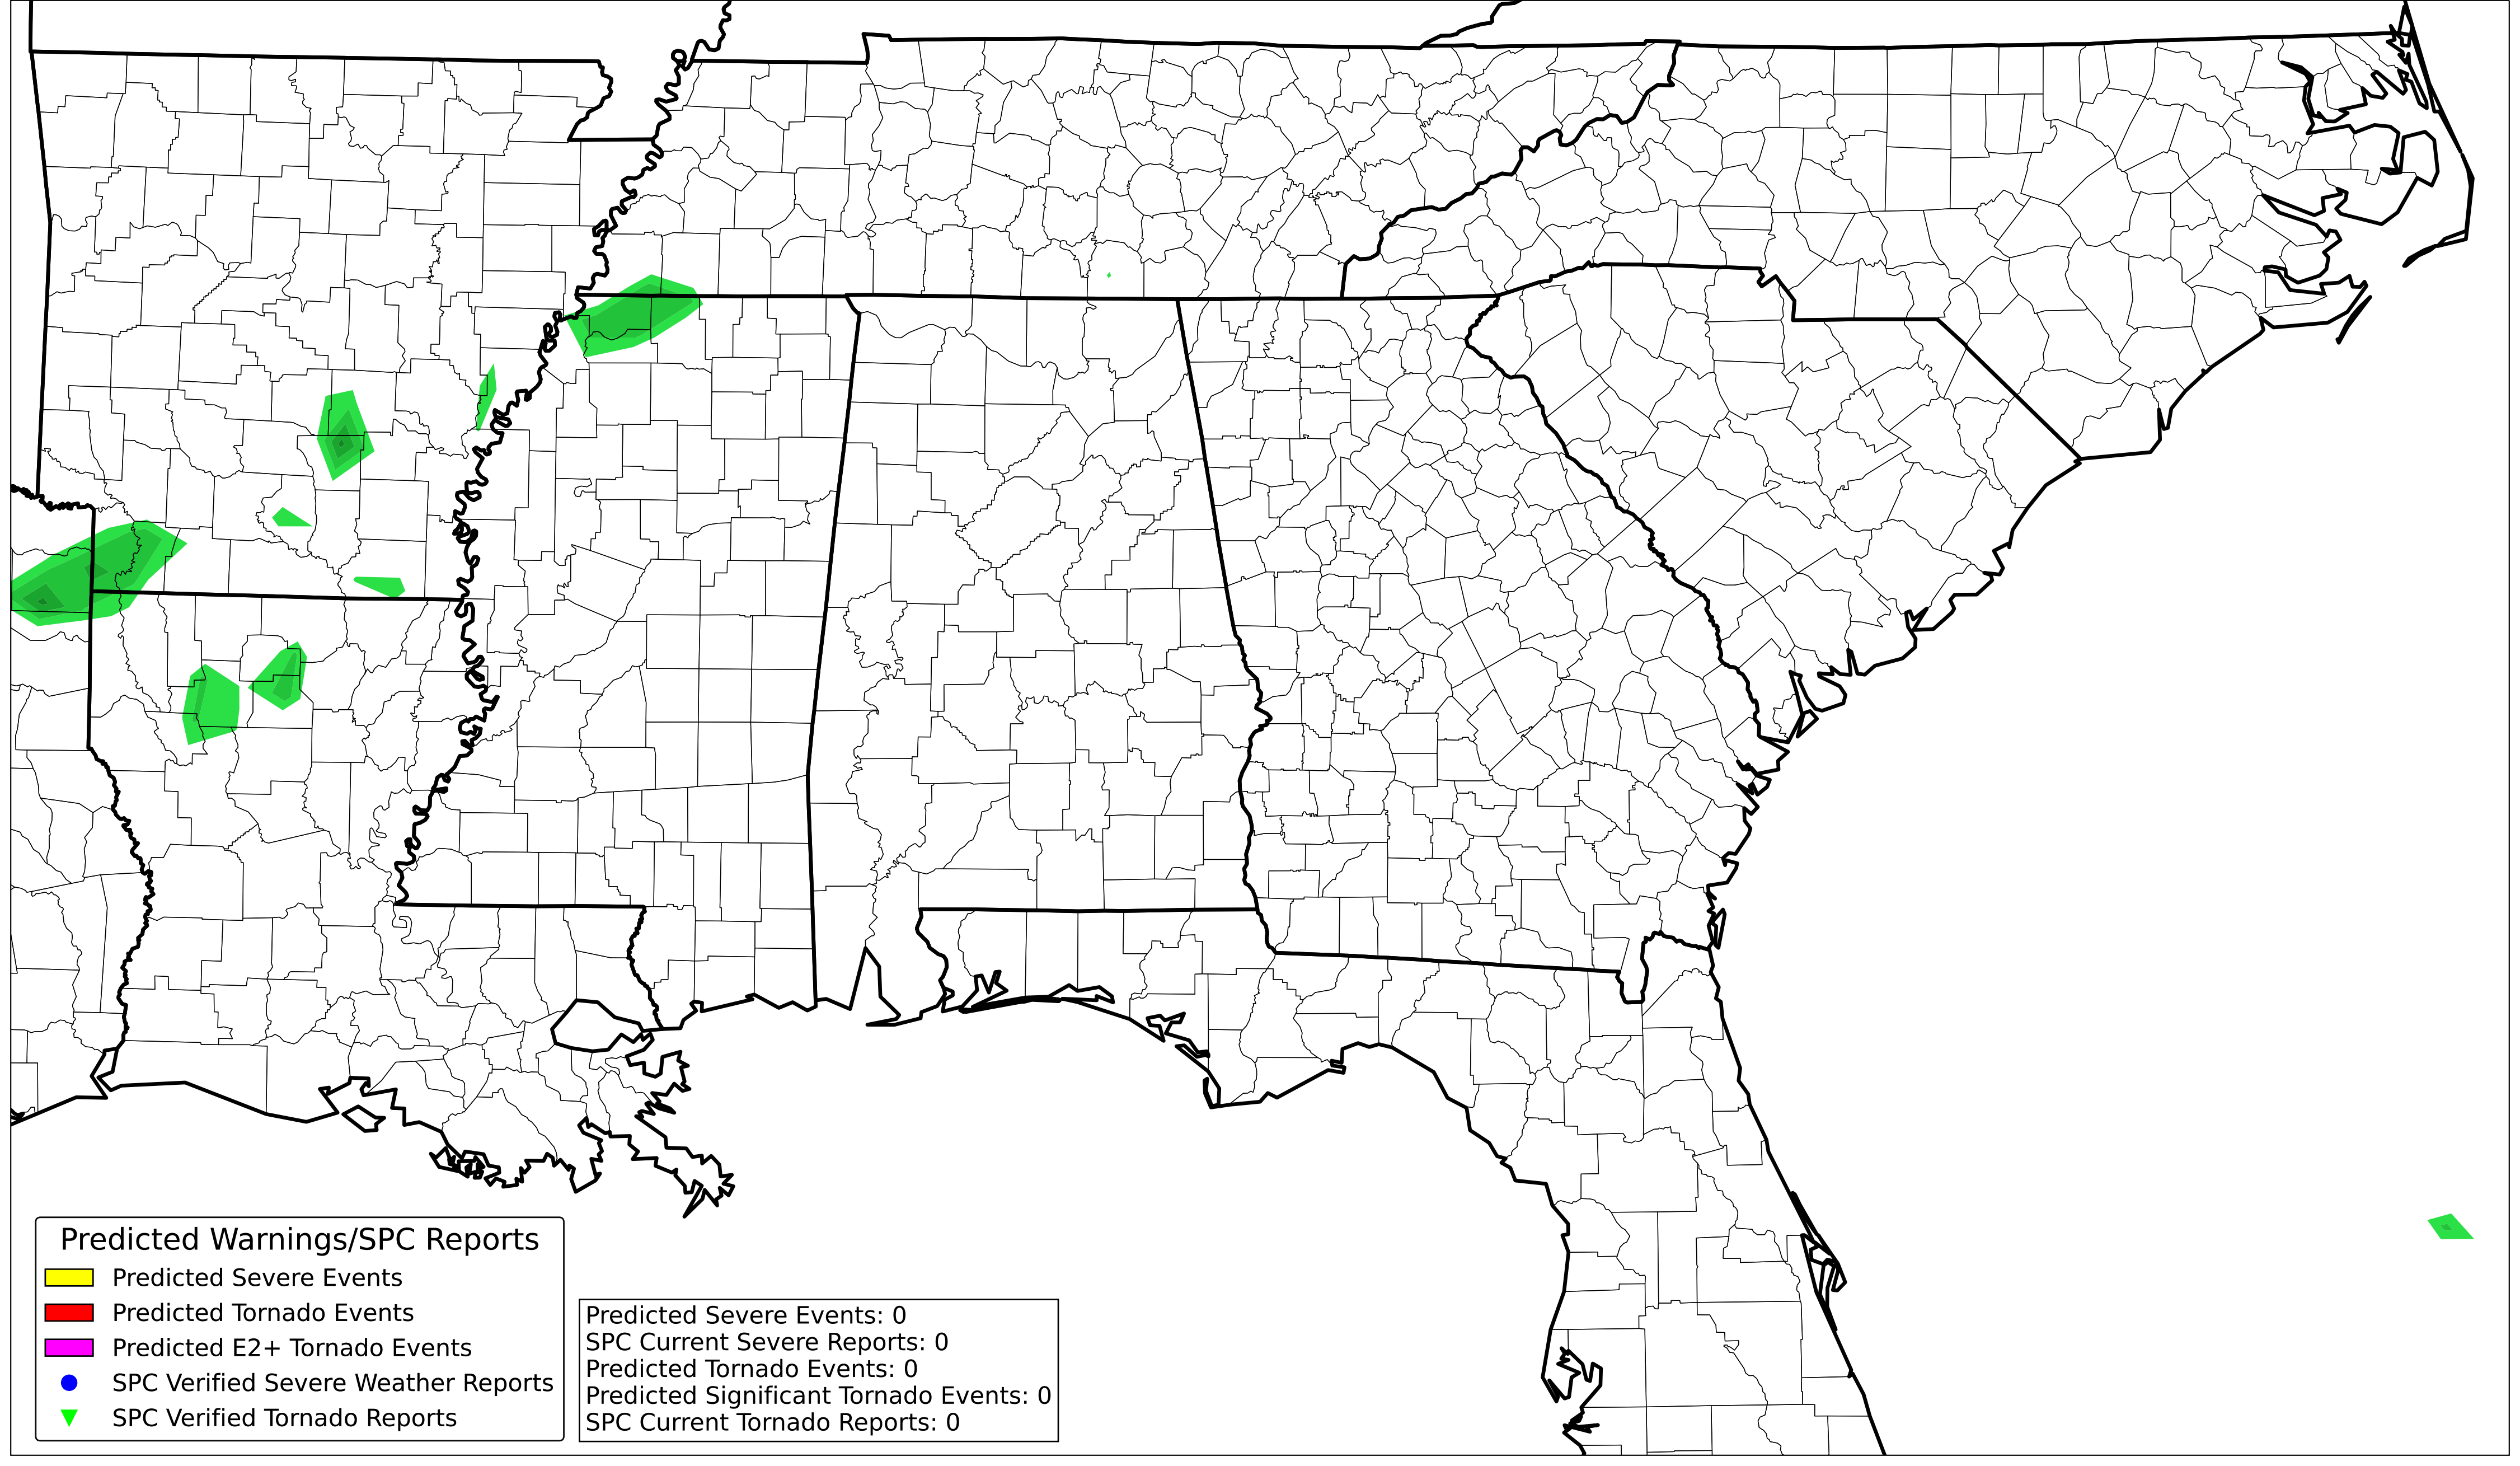 Predicted Warnings/SPC Reports
Predicted Severe Events
Predicted Tornado Events
Predicted E2+ Tornado Events
SPC Verified Severe Weather Reports
SPC Verified Tornado Reports
Predicted Severe Events: 0
SPC Current Severe Reports: 0
Predicted Tornado Events: 0
Predicted Significant Tornado Events: 0
SPC Current Tornado Reports: 0